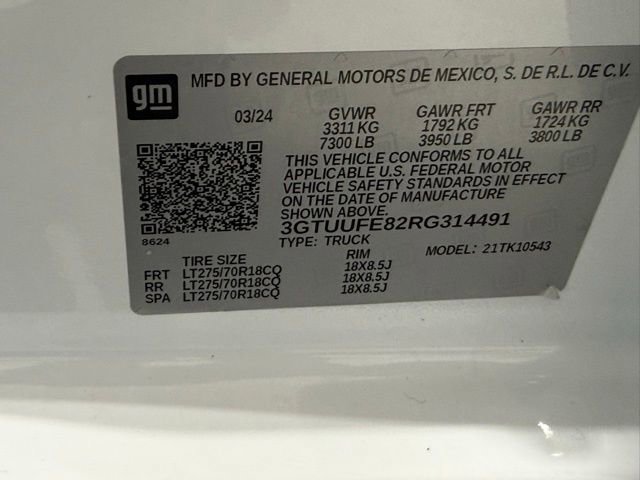 gm
MFD BY GENERAL MOTORS DE MEXICO, S. DE R.L. DE C.V.
03/24 GVWR GAWR FRT GAWR RR
3311 KG 1792 KG 1724 KG
7300 LB 3950 LB 3800 LB
THIS VEHICLE CONFORMS TO ALL
APPLICABLE U.S. FEDERAL MOTOR
VEHICLE SAFETY STANDARDS IN EFFECT
ON THE DATE OF MANUFACTURE
SHOWN ABOVE.
3GTUUFE82RG314491
8624
TYPE: TRUCK MODEL: 21TK10543
TIRE SIZE RIM
FRT LT275/70R18CQ 18X8.5J
RR LT275/70R18CQ 18X8.5J
SPA LT275/70R18CQ 18X8.5J